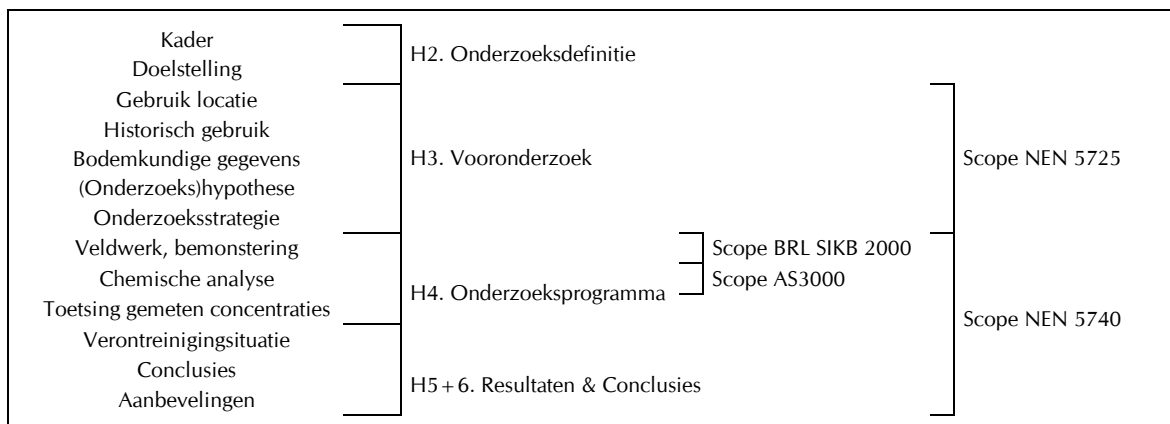 Kader
Doelstelling
H2. Onderzoeksdefinitie
Gebruik locatie
Historisch gebruik
Bodemkundige gegevens
(Onderzoeks)hypothese
Onderzoeksstrategie
H3. Vooronderzoek
Scope NEN 5725
Veldwerk, bemonstering
Chemische analyse
Toetsing gemeten concentraties
H4. Onderzoeksprogramma
Scope BRL SIKB 2000
Scope AS3000
Scope NEN 5740
Verontreinigingsituatie
Conclusies
Aanbevelingen
H5+6. Resultaten & Conclusies